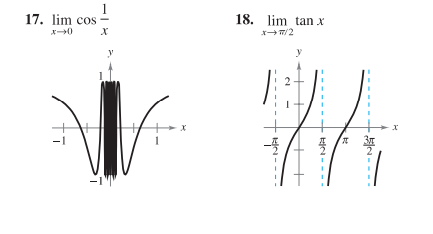 17. lim x→0 cos 1/x
y
1
−1
1
x
−1
18. lim x→π/2 tan x
y
2
1
x
−π/2
π/2
π
3π/2